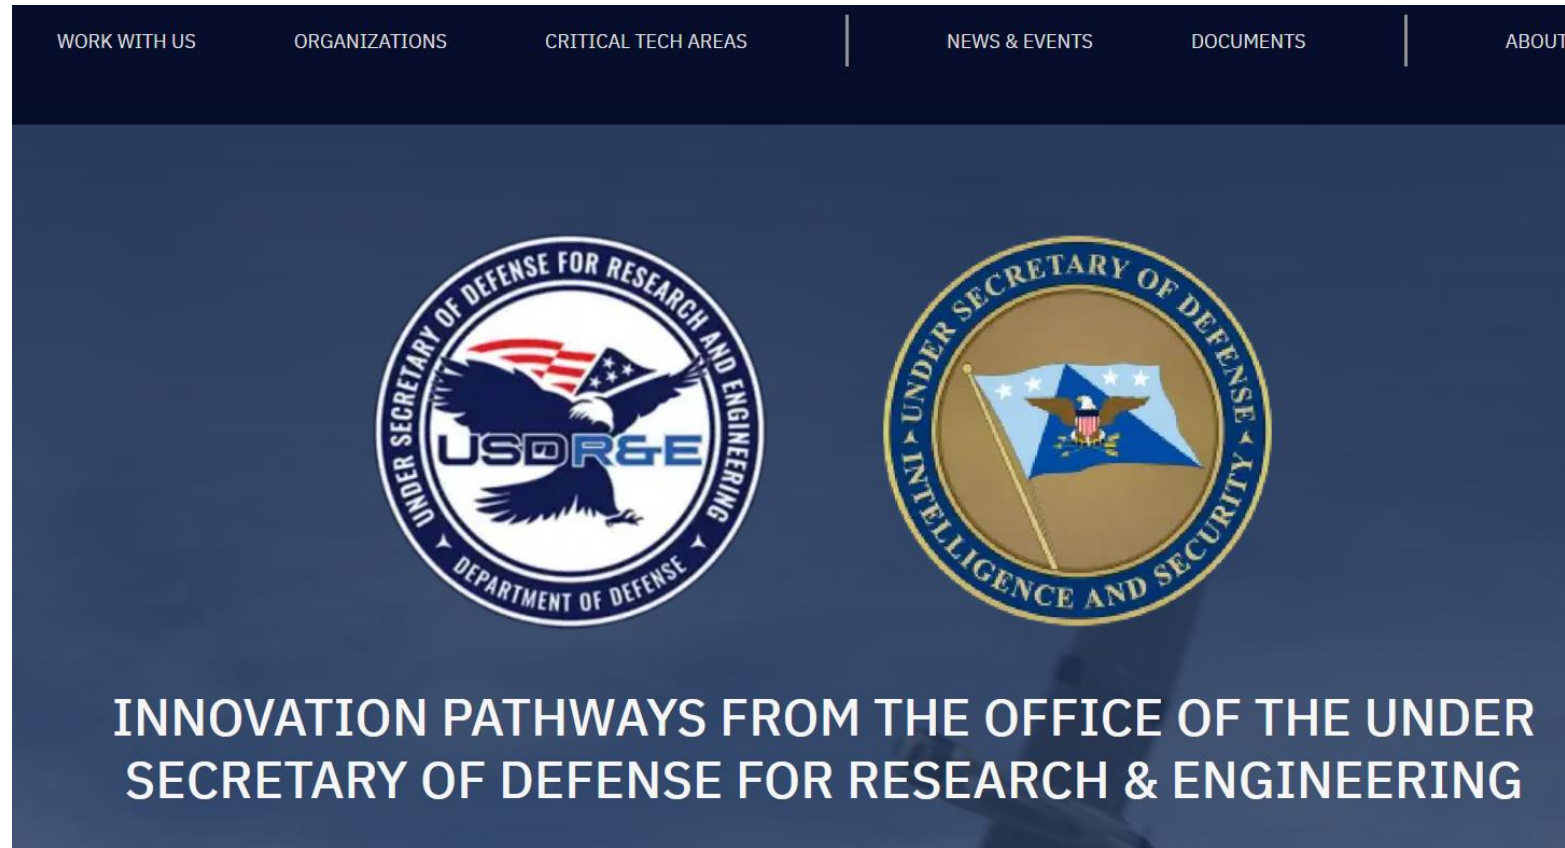 WORK WITH US
ORGANIZATIONS
CRITICAL TECH AREAS
NEWS & EVENTS
DOCUMENTS
ABOUT
UNDER SECRETARY OF DEFENSE FOR RESEARCH AND ENGINEERING
USDR&E
DEPARTMENT OF DEFENSE
UNDER SECRETARY OF DEFENSE
INTELLIGENCE AND SECURITY
INNOVATION PATHWAYS FROM THE OFFICE OF THE UNDER
SECRETARY OF DEFENSE FOR RESEARCH & ENGINEERING